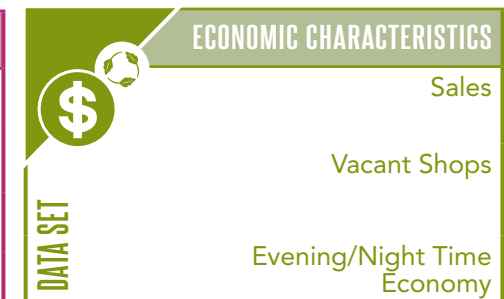 ECONOMIC CHARACTERISTICS
$
Sales
Vacant Shops
DATA SET
Evening/Night Time
Economy